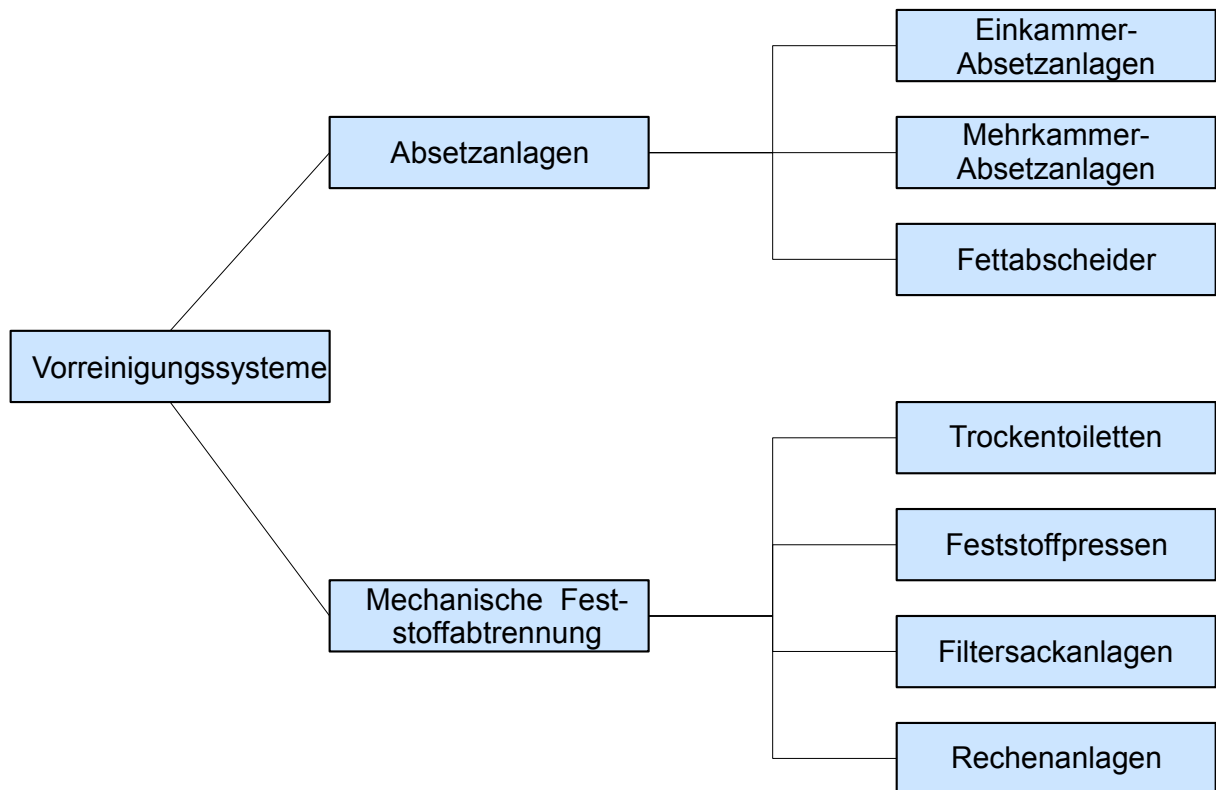 Einkammer-
Absetzanlagen
Absetzanlagen
Mehrkammer-
Absetzanlagen
Fettabscheider
Vorreinigungssysteme
Trockentoiletten
Feststoffpressen
Mechanische Fest-
stoffabtrennung
Filtersackanlagen
Rechenanlagen